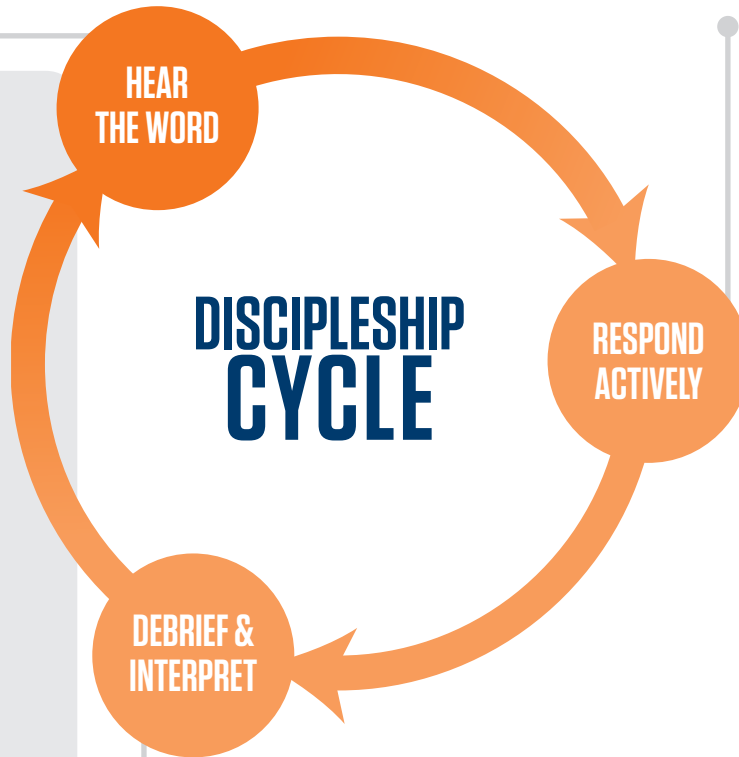 HEAR
THE WORD
DISCIPLESHIP
CYCLE
RESPOND
ACTIVELY
DEBRIEF &
INTERPRET